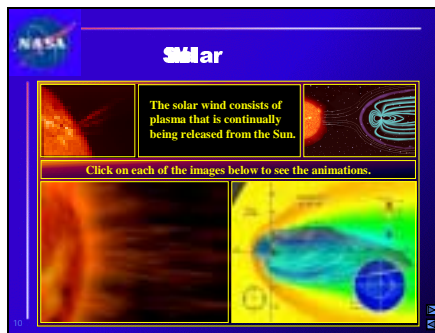 NASA
The solar wind consists of
plasma that is continually
being released from the Sun.
Click on each of the images below to see the animations.
10